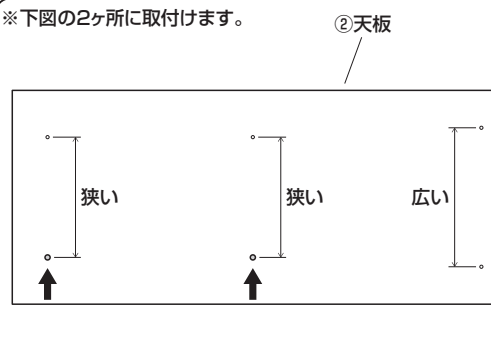 ※下図の2ヶ所に取付けます。
②天板
狭い
狭い
広い